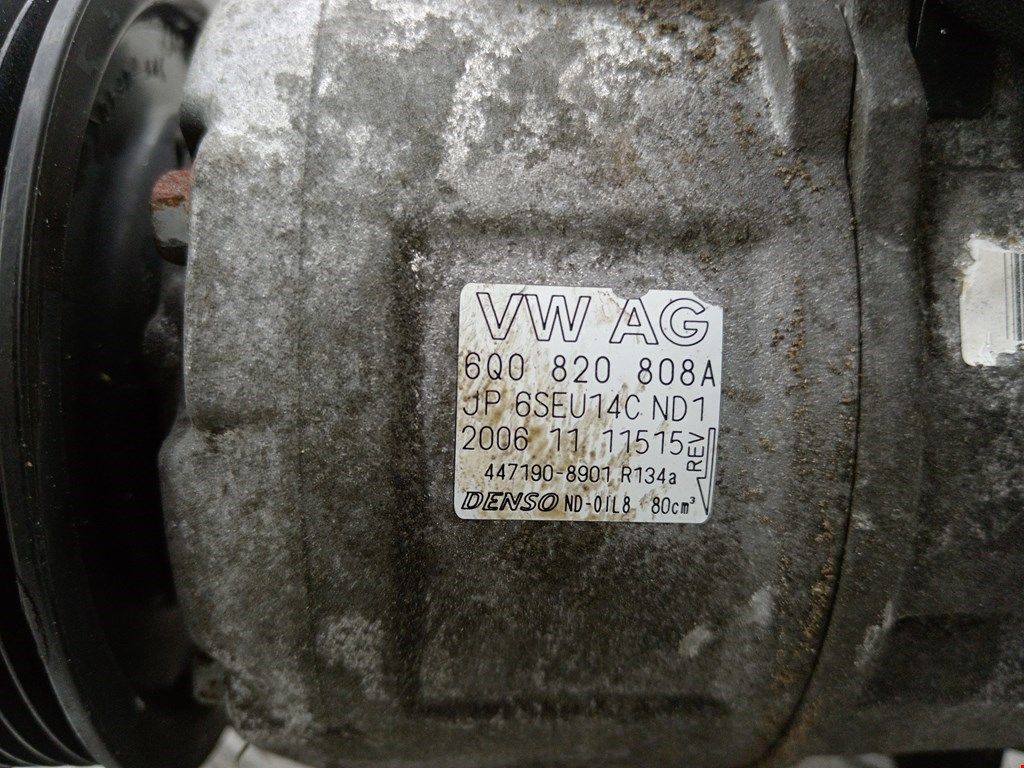 VW AG
6Q0 820 808A
JP 6SEU14C ND1
2006 11 11515
REV
447190-8901 R134a
DENSO ND-OIL8 80cm³